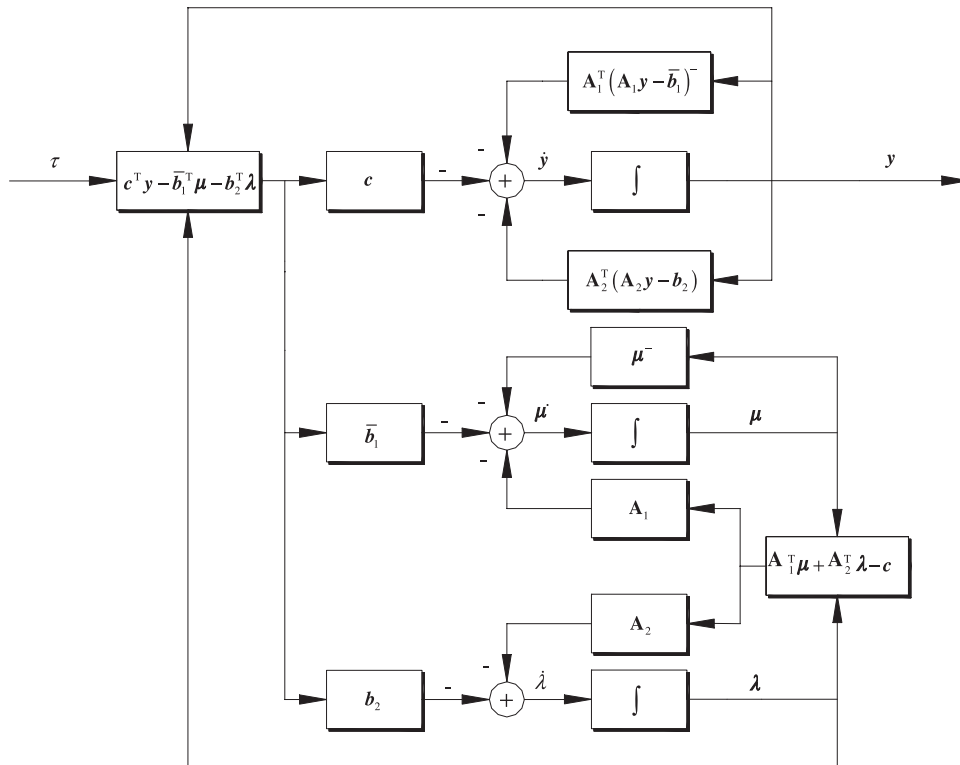 A₁ᵀ(A₁y − b̄₁)⁻
τ
cᵀy − b̄₁ᵀμ − b₂ᵀλ
c
-
-
-
+
ẏ
∫
y
A₂ᵀ(A₂y − b₂)
μ⁻
b̄₁
-
-
-
+
μ̇
∫
μ
A₁
A₁ᵀμ + A₂ᵀλ − c
A₂
b₂
-
-
+
λ̇
∫
λ